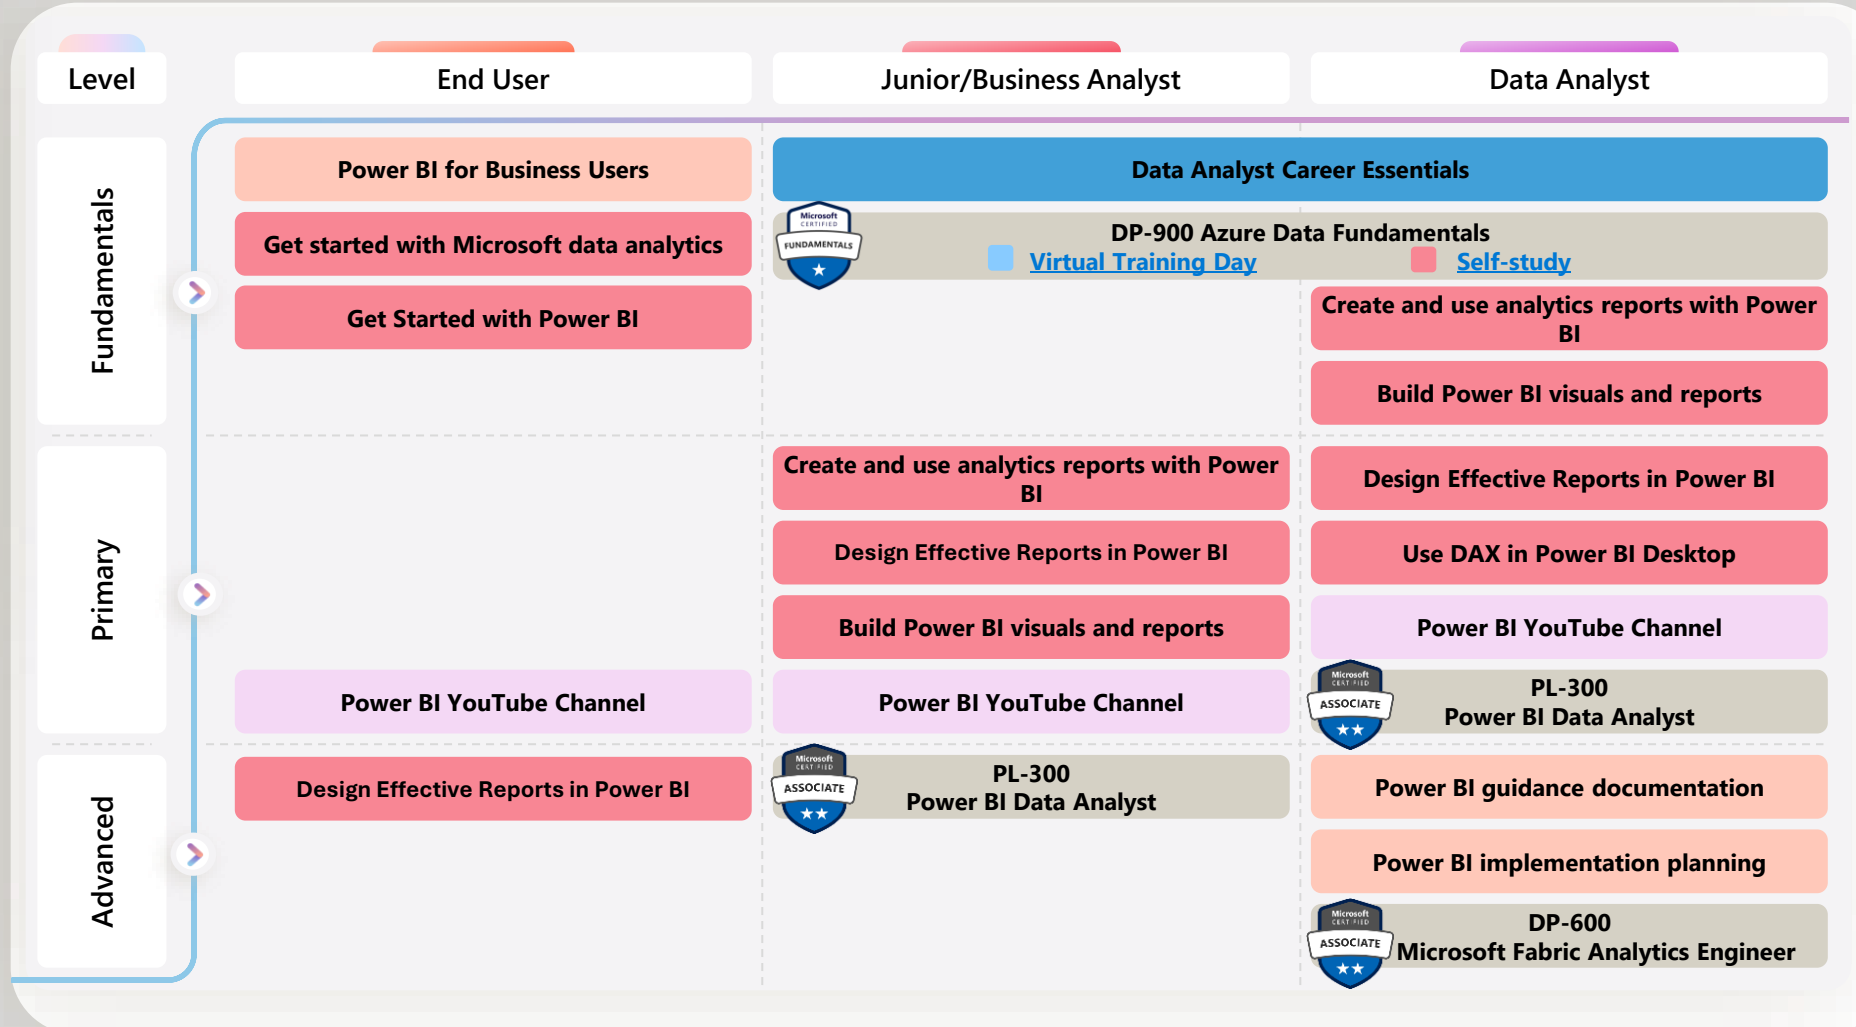 Level
End User
Junior/Business Analyst
Data Analyst
Fundamentals
Power BI for Business Users
Data Analyst Career Essentials
Get started with Microsoft data analytics
Microsoft
CERTIFIED
FUNDAMENTALS
DP-900 Azure Data Fundamentals
Virtual Training Day
Self-study
Get Started with Power BI
Create and use analytics reports with Power
BI
Build Power BI visuals and reports
Primary
Create and use analytics reports with Power
BI
Design Effective Reports in Power BI
Design Effective Reports in Power BI
Use DAX in Power BI Desktop
Build Power BI visuals and reports
Power BI YouTube Channel
Power BI YouTube Channel
Power BI YouTube Channel
Microsoft
CERTIFIED
ASSOCIATE
PL-300
Power BI Data Analyst
Advanced
Design Effective Reports in Power BI
Microsoft
CERTIFIED
ASSOCIATE
PL-300
Power BI Data Analyst
Power BI guidance documentation
Power BI implementation planning
Microsoft
CERTIFIED
ASSOCIATE
DP-600
Microsoft Fabric Analytics Engineer